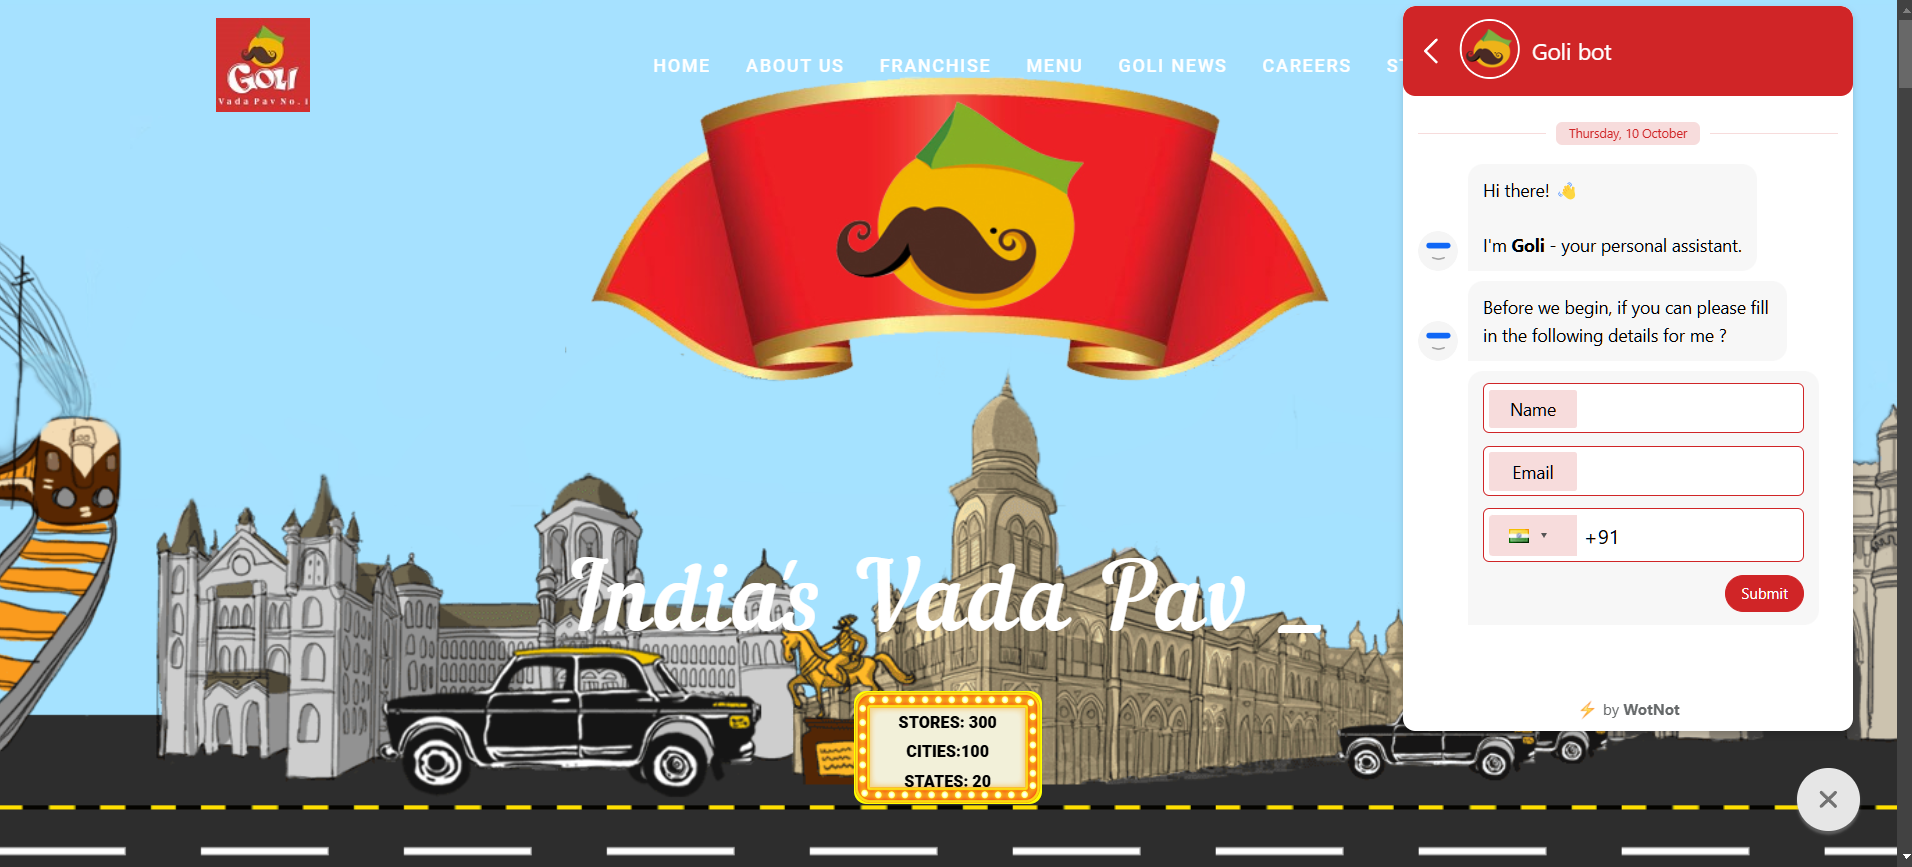 GOLI
Vada Pav No.1
HOME ABOUT US FRANCHISE MENU GOLI NEWS CAREERS
India's Vada Pav _
STORES: 300
CITIES:100
STATES: 20
Goli bot
Thursday, 10 October
Hi there! 👋
I'm Goli - your personal assistant.
Before we begin, if you can please fill
in the following details for me ?
Name
Email
+91
Submit
⚡ by WotNot